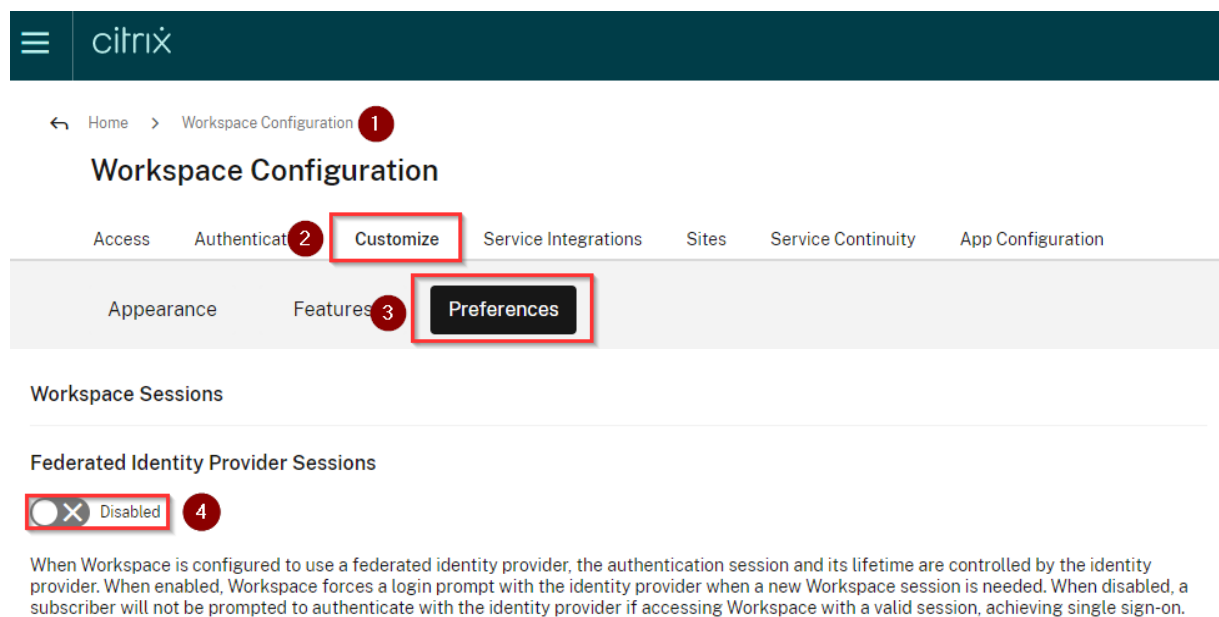 citrix
Home > Workspace Configuration 1
Workspace Configuration
Access Authenticat 2 Customize Service Integrations Sites Service Continuity App Configuration
Appearance Features 3 Preferences
Workspace Sessions
Federated Identity Provider Sessions
Disabled 4
When Workspace is configured to use a federated identity provider, the authentication session and its lifetime are controlled by the identity
provider. When enabled, Workspace forces a login prompt with the identity provider when a new Workspace session is needed. When disabled, a
subscriber will not be prompted to authenticate with the identity provider if accessing Workspace with a valid session, achieving single sign-on.